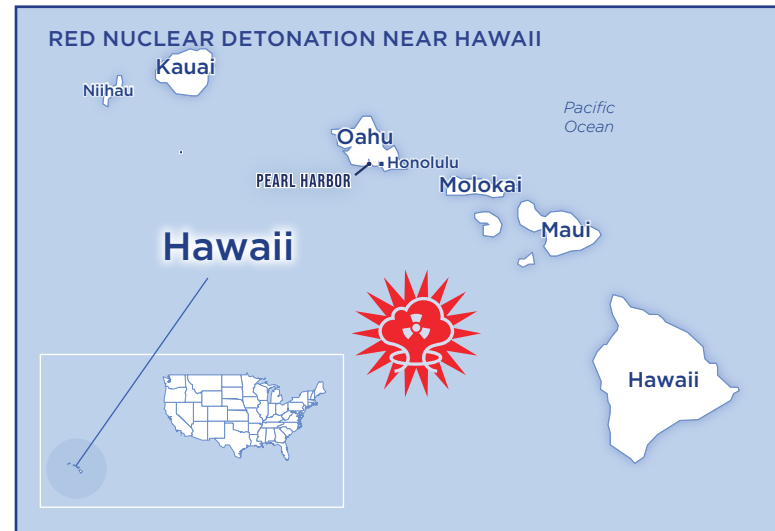 RED NUCLEAR DETONATION NEAR HAWAII
Kauai
Niihau
Pacific
Ocean
Oahu
Honolulu
PEARL HARBOR
Molokai
Maui
Hawaii
Hawaii